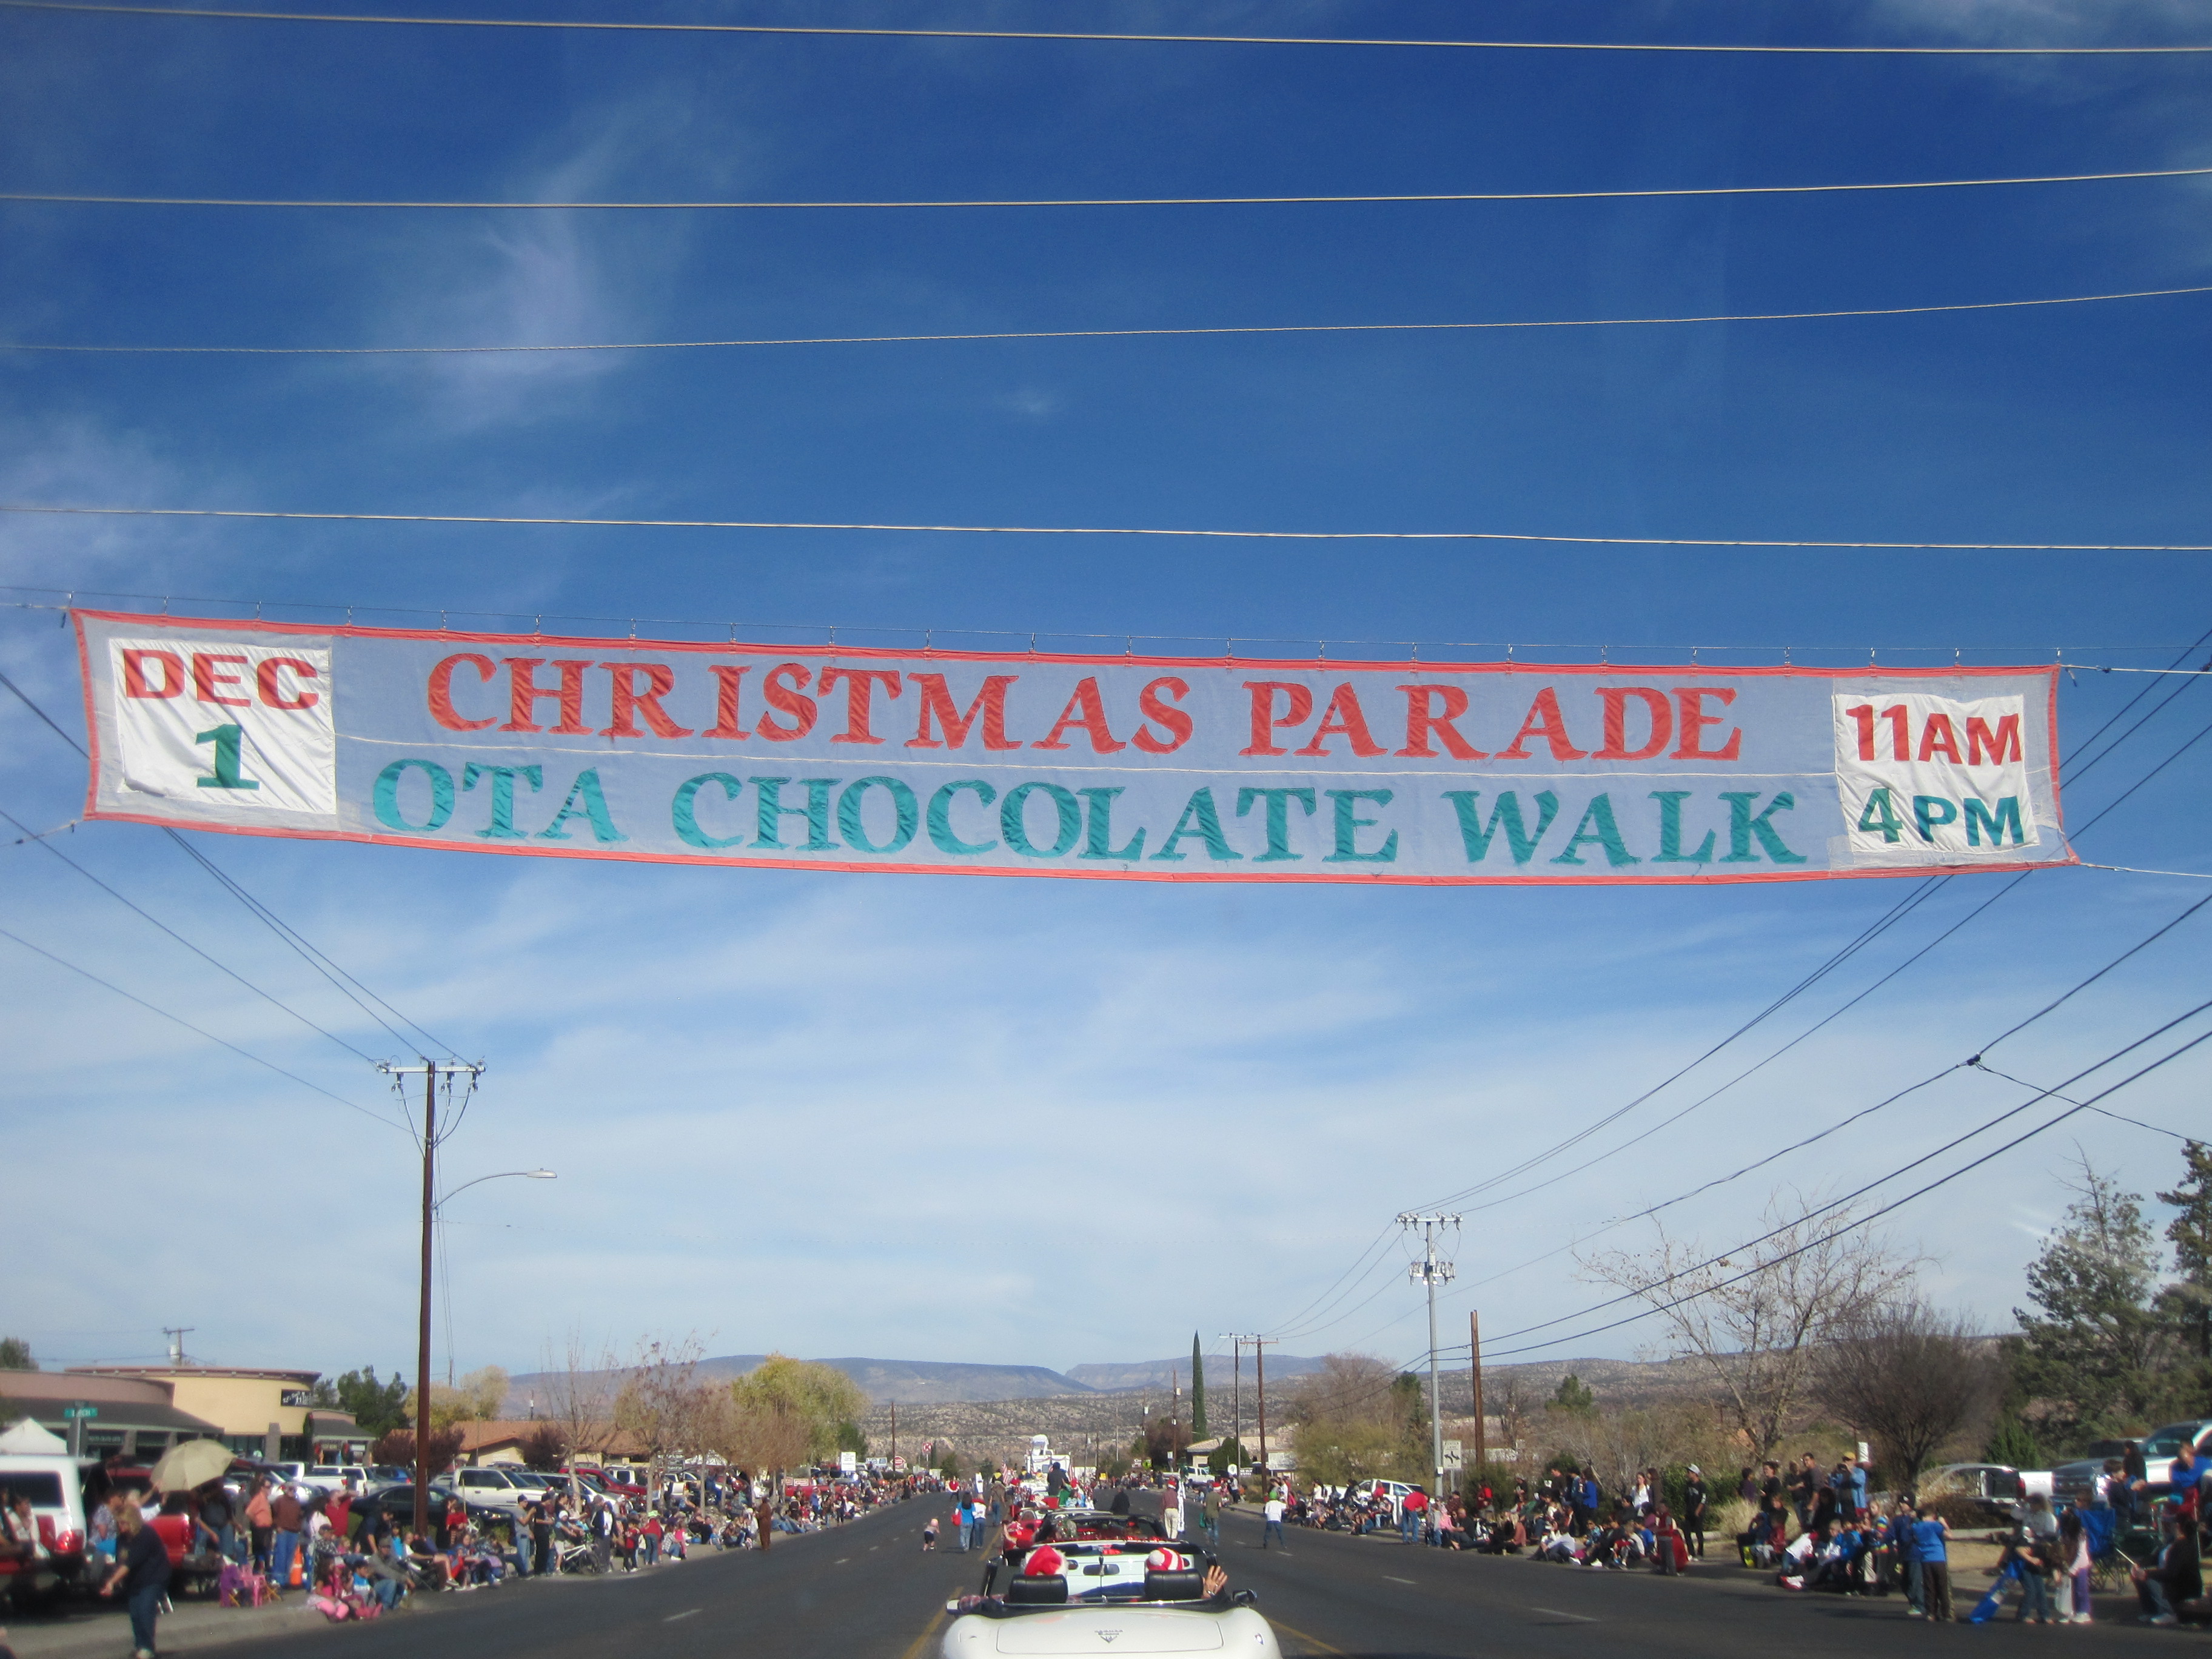 DEC
1
CHRISTMAS PARADE
OTA CHOCOLATE WALK
11AM
4PM